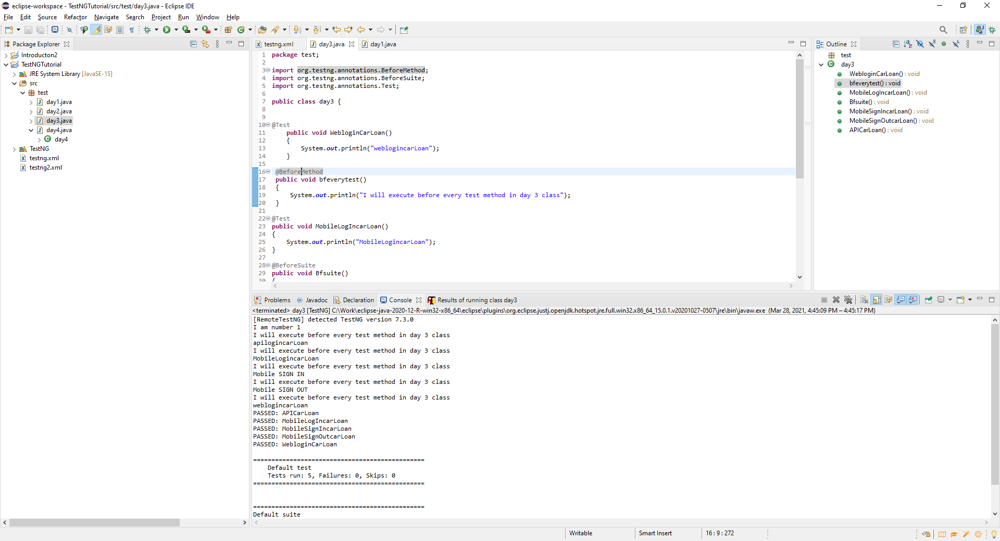 eclipse-workspace - TestNGTutorial/src/test/day3.java - Eclipse IDE
File Edit Source Refactor Navigate Search Project Run Window Help
Package Explorer
Introducton2
TestNGTutorial
JRE System Library [JavaSE-15]
src
test
day1.java
day2.java
day3.java
day4.java
day4
TestNG
testng.xml
testng2.xml
testng.xml day3.java day1.java
1 package test;
2
3 import org.testng.annotations.BeforeMethod;
4 import org.testng.annotations.BeforeSuite;
5 import org.testng.annotations.Test;
6
7 public class day3 {
8
9
10 @Test
11 public void WebloginCarLoan()
12 {
13 System.out.println("weblogincarLoan");
14 }
15
16 @BeforeMethod
17 public void bfeverytest()
18 {
19 System.out.println("I will execute before every test method in day 3 class");
20 }
21
22 @Test
23 public void MobileLogIncarLoan()
24 {
25 System.out.println("MobileLogincarLoan");
26 }
27
28 @BeforeSuite
29 public void Bfsuite()
30 {
Outline
test
day3
WebloginCarLoan() : void
bfeverytest() : void
MobileLogIncarLoan() : void
Bfsuite() : void
MobileSignIncarLoan() : void
MobileSignOutcarLoan() : void
APICarLoan() : void
Problems @ Javadoc Declaration Console Results of running class day3
<terminated> day3 [TestNG] C:\Work\eclipse-java-2020-12-R-win32-x86_64\eclipse\plugins\org.eclipse.justj.openjdk.hotspot.jre.full.win32.x86_64_15.0.1.v20201027-0507\jre\bin\javaw.exe (Mar 28, 2021, 4:45:09 PM – 4:45:17 PM)
[RemoteTestNG] detected TestNG version 7.3.0
I am number 1
I will execute before every test method in day 3 class
apilogincarLoan
I will execute before every test method in day 3 class
MobileLogincarLoan
I will execute before every test method in day 3 class
Mobile SIGN IN
I will execute before every test method in day 3 class
Mobile SIGN OUT
I will execute before every test method in day 3 class
weblogincarLoan
PASSED: APICarLoan
PASSED: MobileLogIncarLoan
PASSED: MobileSignIncarLoan
PASSED: MobileSignOutcarLoan
PASSED: WebloginCarLoan
===============================================
Default test
Tests run: 5, Failures: 0, Skips: 0
===============================================
===============================================
Default suite
Writable Smart Insert 16 : 9 : 272